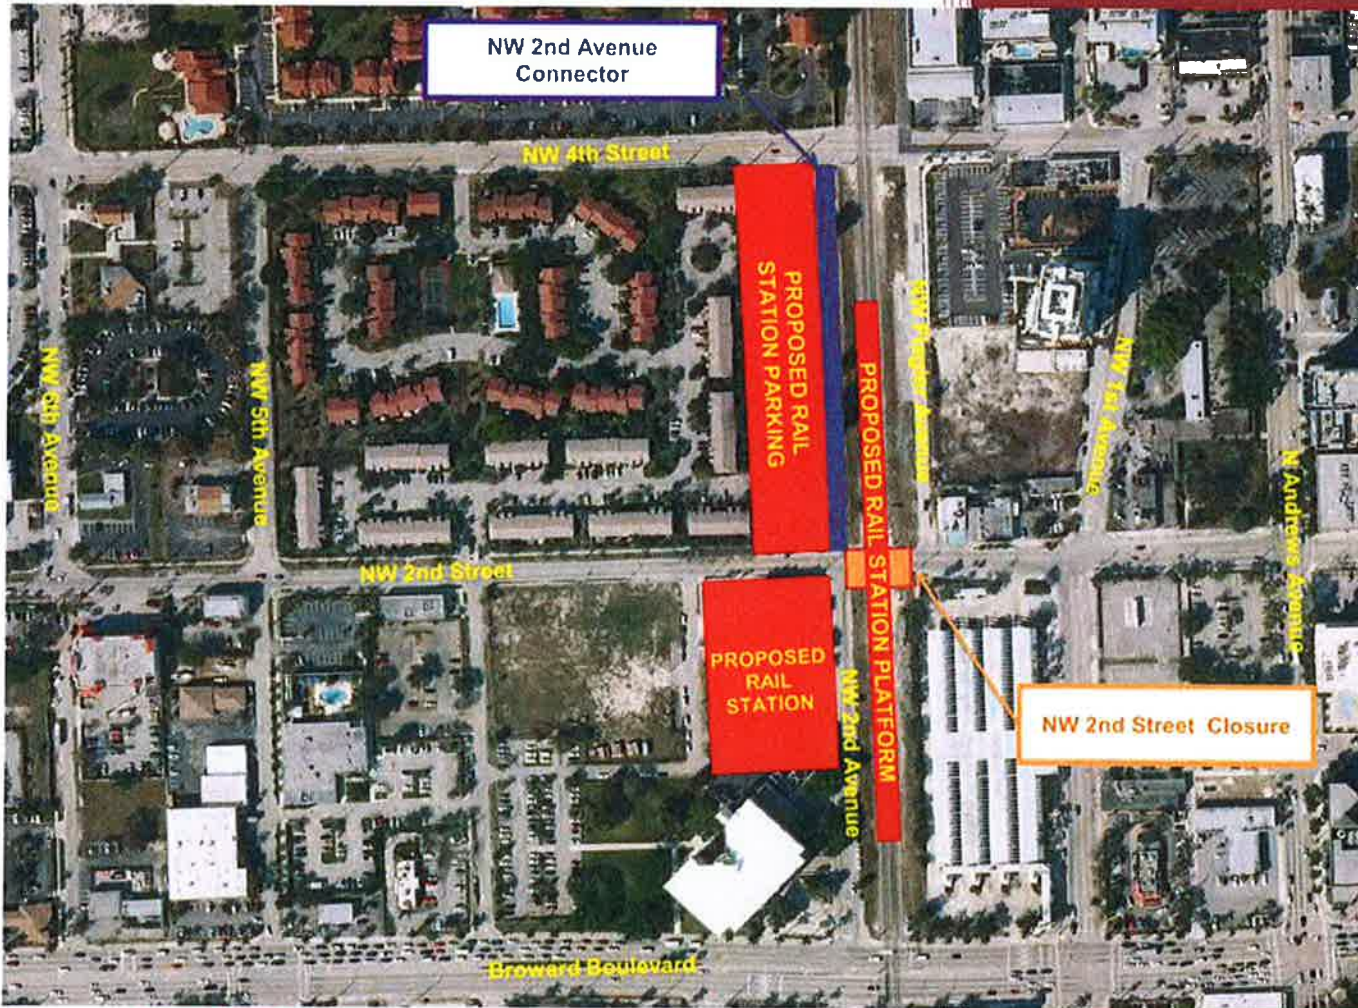 NW 2nd Avenue
Connector
NW 4th Street
PROPOSED RAIL
STATION PARKING
NW Flagler Avenue
PROPOSED RAIL STATION PLATFORM
NW 1st Avenue
NW 6th Avenue
NW 5th Avenue
N Andrews Avenue
NW 2nd Street
PROPOSED
RAIL
STATION
NW 2nd Avenue
NW 2nd Street Closure
Broward Boulevard